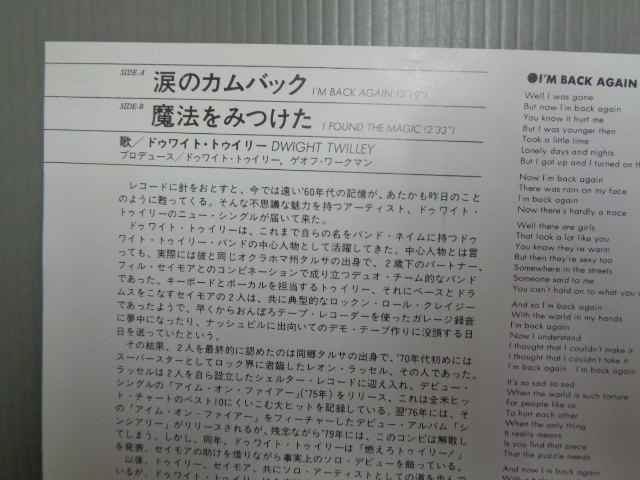 SIDE-A 涙のカムバック I'M BACK AGAIN (3'19")
SIDE-B 魔法をみつけた I FOUND THE MAGIC (2'33")
歌／ドゥワイト・トゥイリー DWIGHT TWILLEY
プロデュース／ドゥワイト・トゥイリー，ゲオフ・ワークマン
レコードに針をおとすと、今では遠い'60年代の記憶が、あたかも昨日のこと
のように甦ってくる。そんな不思議な魅力を持つアーティスト、ドゥワイト・
トゥイリーのニュー・シングルが届いて来た。
ドゥワイト・トゥイリーは、これまで自らの名をバンド・ネイムに持つドゥ
ワイト・トゥイリー・バンドの中心人物として活躍してきた。中心人物とは言
っても、実際には彼と同じオクラホマ州タルサの出身で、2歳下のパートナー、
フィル・セイモアとのコンビネーションで成り立つデュオ・チーム的なバンド
であった。キーボードとボーカルを担当するトゥイリー、それにベースとドラ
ムスをこなすセイモアの2人は、共に典型的なロックンロール・クレイジー
であったようで、早くからおんぼろテープ・レコーダーを使ったガレージ録音
に夢中になったり、ナッシュビルに出向いてのデモ・テープ作りに没頭する日
日を送っていたという。
その結果、2人を最終的に認めたのは同郷タルサの出身で、'70年代初めには
スーパースターとしてロック界に君臨したレオン・ラッセル、その人であった。
ラッセルは2人を自ら設立したシェルター・レコードに迎え入れ、デビュー・
シングルの「アイム・オン・ファイアー」('75年)をリリース、これは全米ヒッ
ト・チャートのベスト10にくいこむ大ヒットを記録している。翌'76年には、そ
の「アイム・オン・ファイアー」をフィーチャーしたデビュー・アルバム「シ
ンシアリー」がリリースされるが、残念ながら'79年には、このコンビは解散し
てしまう。しかし、同年、ドゥワイト・トゥイリーは「燃えろトゥイリー！」
を発表、セイモアの助けを借りながら事実上のソロ・デビューを飾っている。
以後、トゥイリー、セイモア、共にソロ・アーティストとしての道を歩んで
●I'M BACK AGAIN
Well I was gone
But now I'm back again
You know it hurt me
But I was younger then
Took a little time
Lonely days and nights
But I got up and I turned on the
Now I'm back again
There was rain on my face
I'm back again
Now there's hardly a trace
Well there are girls
That look a lot like you
You know they're warm
But then they're sexy too
Somewhere in the streets
Someone said to me
You can't hold on to what you
And so I'm back again
With the world in my hands
I'm back again
Now I understand
I thought that I couldn't make it
I thought that I couldn't take it
I'm back again I'm back again
It's so sad so sad
When the world is such torture
For people like us
To hurt each other
When the only thing
It really means
Is you find that piece
That the puzzle needs
And now I'm back again